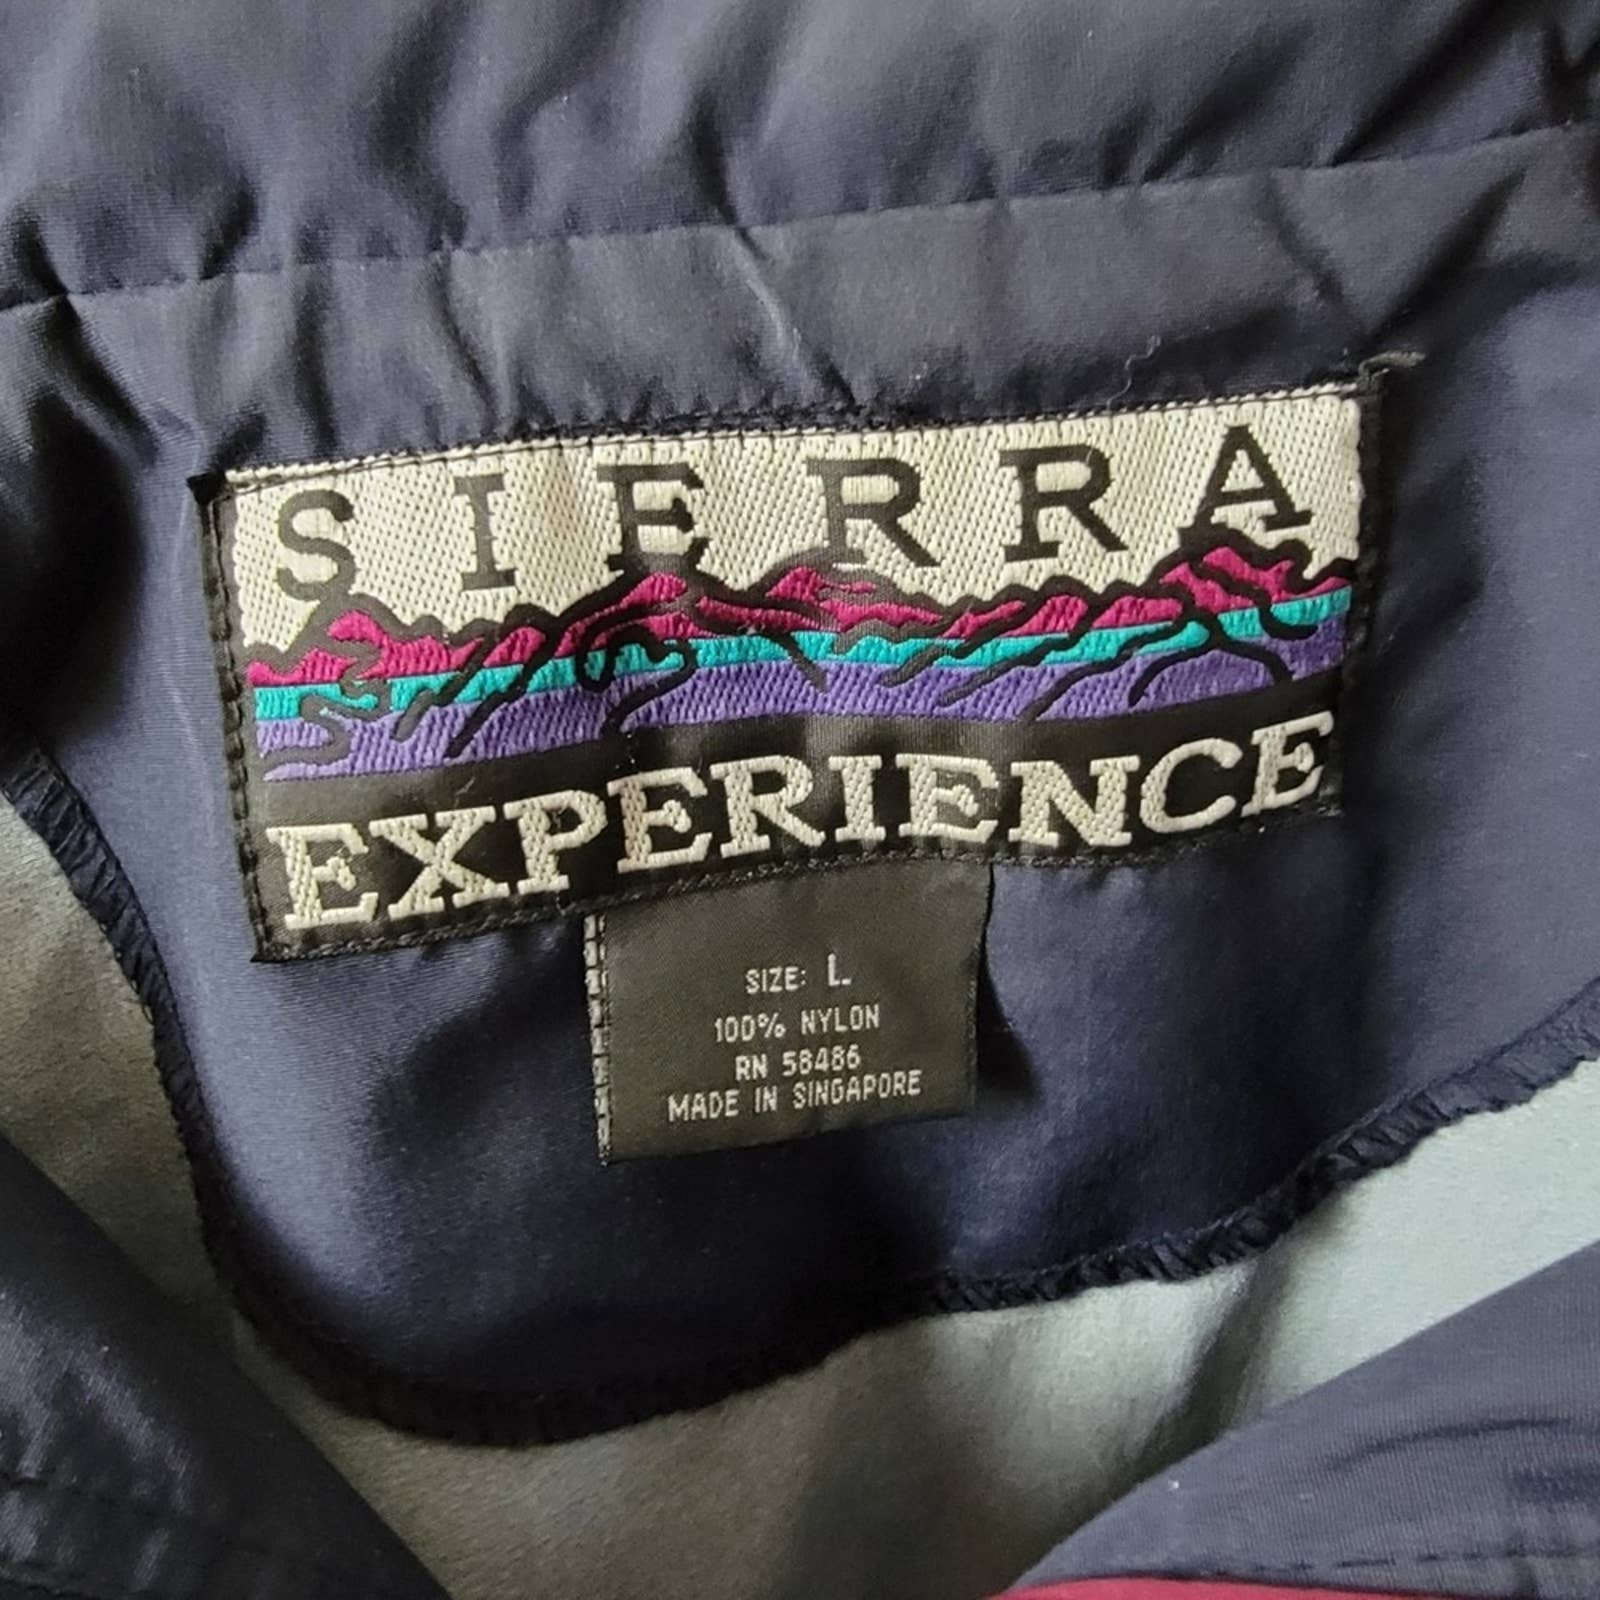 SIERRA
EXPERIENCE
SIZE: L
100% NYLON
RN 58486
MADE IN SINGAPORE